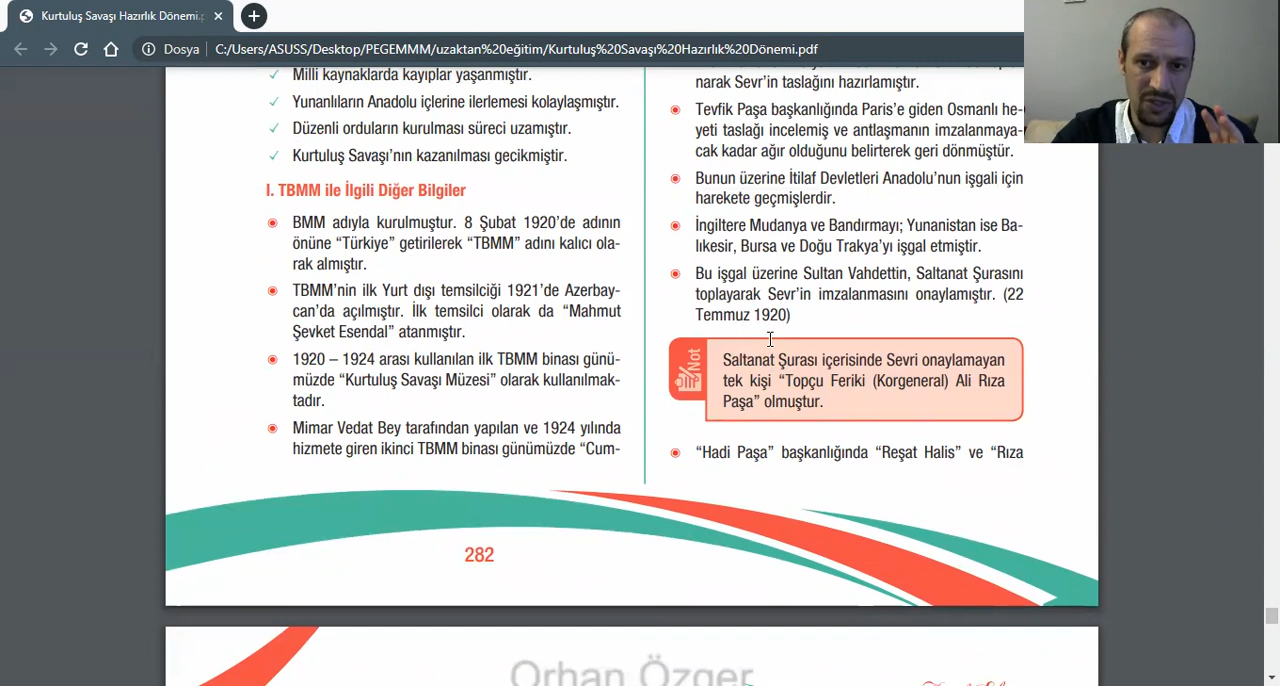 Kurtuluş Savaşı Hazırlık Dönemi.p
Dosya
C:/Users/ASUSS/Desktop/PEGEMMM/uzaktan%20eğitim/Kurtuluş%20Savaşı%20Hazırlık%20Dönemi.pdf
Milli kaynaklarda kayıplar yaşanmıştır.
Yunanlıların Anadolu içlerine ilerlemesi kolaylaşmıştır.
Düzenli orduların kurulması süreci uzamıştır.
Kurtuluş Savaşı’nın kazanılması gecikmiştir.
I. TBMM ile İlgili Diğer Bilgiler
BMM adıyla kurulmuştur. 8 Şubat 1920’de adının
önüne “Türkiye” getirilerek “TBMM” adını kalıcı ola-
rak almıştır.
TBMM’nin ilk Yurt dışı temsilciği 1921’de Azerbay-
can’da açılmıştır. İlk temsilci olarak da “Mahmut
Şevket Esendal” atanmıştır.
1920 – 1924 arası kullanılan ilk TBMM binası günü-
müzde “Kurtuluş Savaşı Müzesi” olarak kullanılmak-
tadır.
Mimar Vedat Bey tarafından yapılan ve 1924 yılında
hizmete giren ikinci TBMM binası günümüzde “Cum-
narak Sevr’in taslağını hazırlamıştır.
Tevfik Paşa başkanlığında Paris’e giden Osmanlı he-
yeti taslağı incelemiş ve antlaşmanın imzalanmaya-
cak kadar ağır olduğunu belirterek geri dönmüştür.
Bunun üzerine İtilaf Devletleri Anadolu’nun işgali için
harekete geçmişlerdir.
İngiltere Mudanya ve Bandırmayı; Yunanistan ise Ba-
lıkesir, Bursa ve Doğu Trakya’yı işgal etmiştir.
Bu işgal üzerine Sultan Vahdettin, Saltanat Şurasını
toplayarak Sevr’in imzalanmasını onaylamıştır. (22
Temmuz 1920)
Not
Saltanat Şurası içerisinde Sevri onaylamayan
tek kişi “Topçu Feriki (Korgeneral) Ali Rıza
Paşa” olmuştur.
“Hadi Paşa” başkanlığında “Reşat Halis” ve “Rıza
282
Orhan Özger